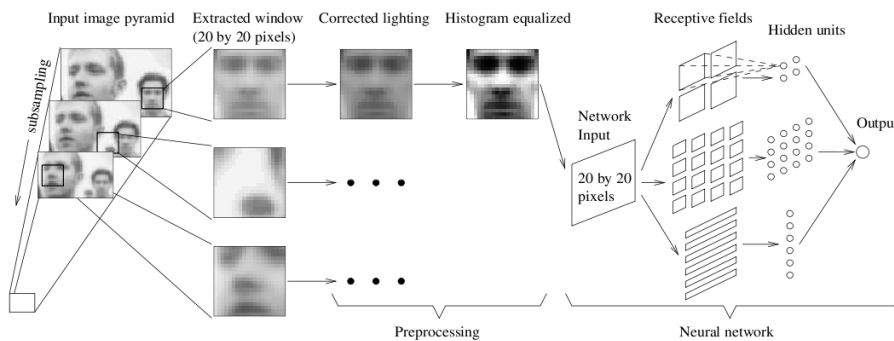 Input image pyramid
Extracted window
(20 by 20 pixels)
Corrected lighting
Histogram equalized
Receptive fields
Hidden units
subsampling
Network
Input
20 by 20
pixels
Output
Preprocessing
Neural network